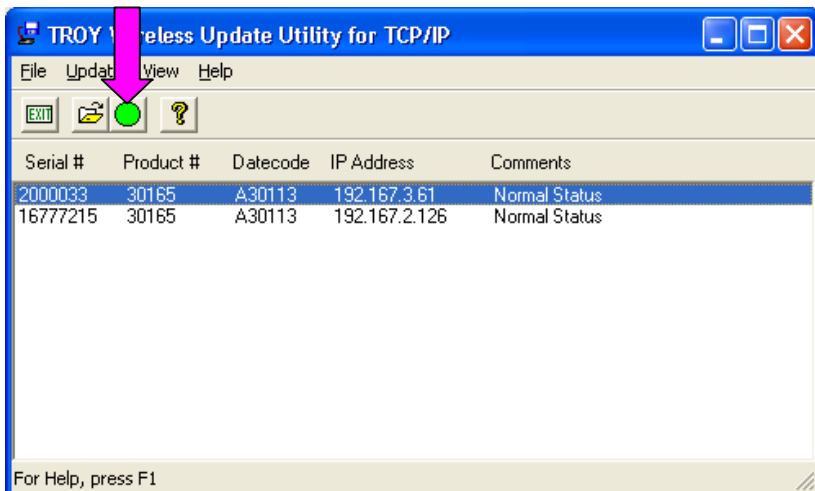 TROY Wireless Update Utility for TCP/IP
File Update View Help
EXIT ?
Serial # Product # Datecode IP Address Comments
2000033 30165 A30113 192.167.3.61 Normal Status
16777215 30165 A30113 192.167.2.126 Normal Status
For Help, press F1